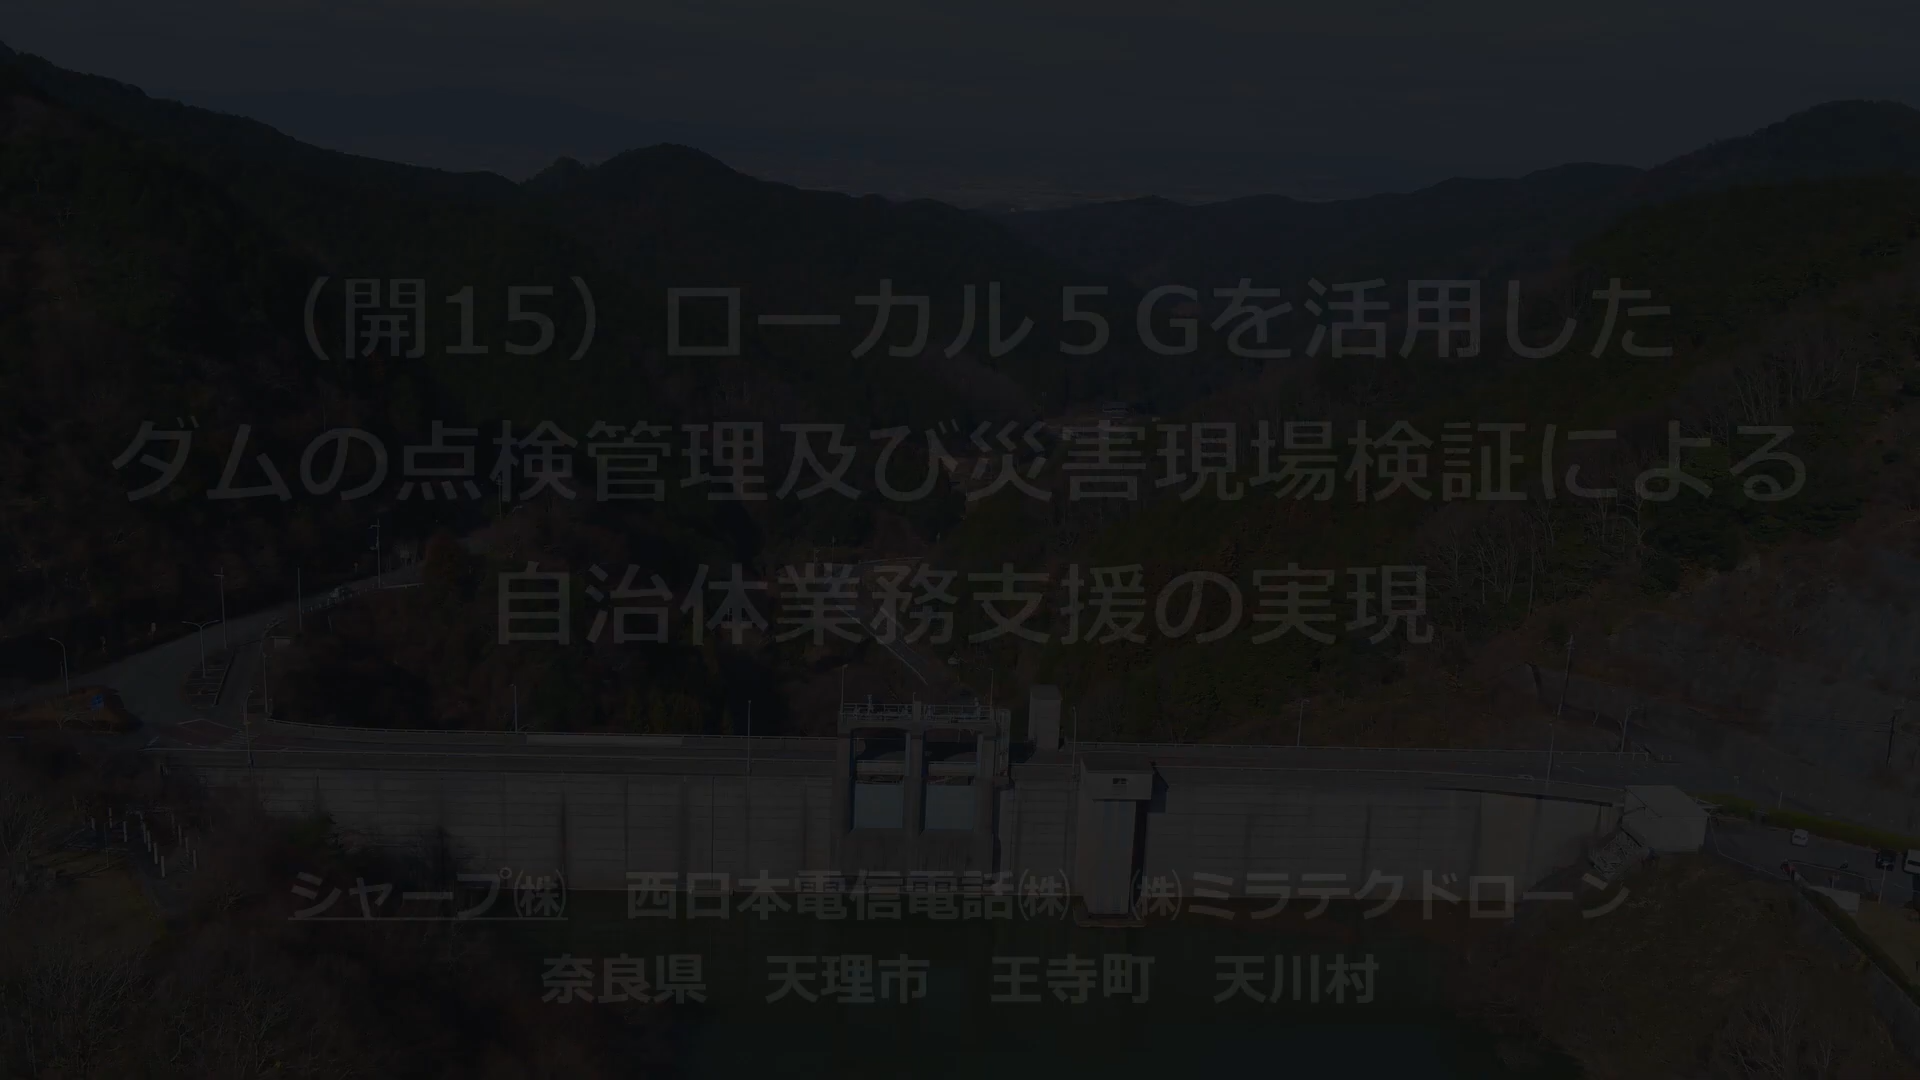 （開15）ローカル５Gを活用した
ダムの点検管理及び災害現場検証による
自治体業務支援の実現
シャープ㈱　西日本電信電話㈱　㈱ミラテクドローン
奈良県　天理市　王寺町　天川村